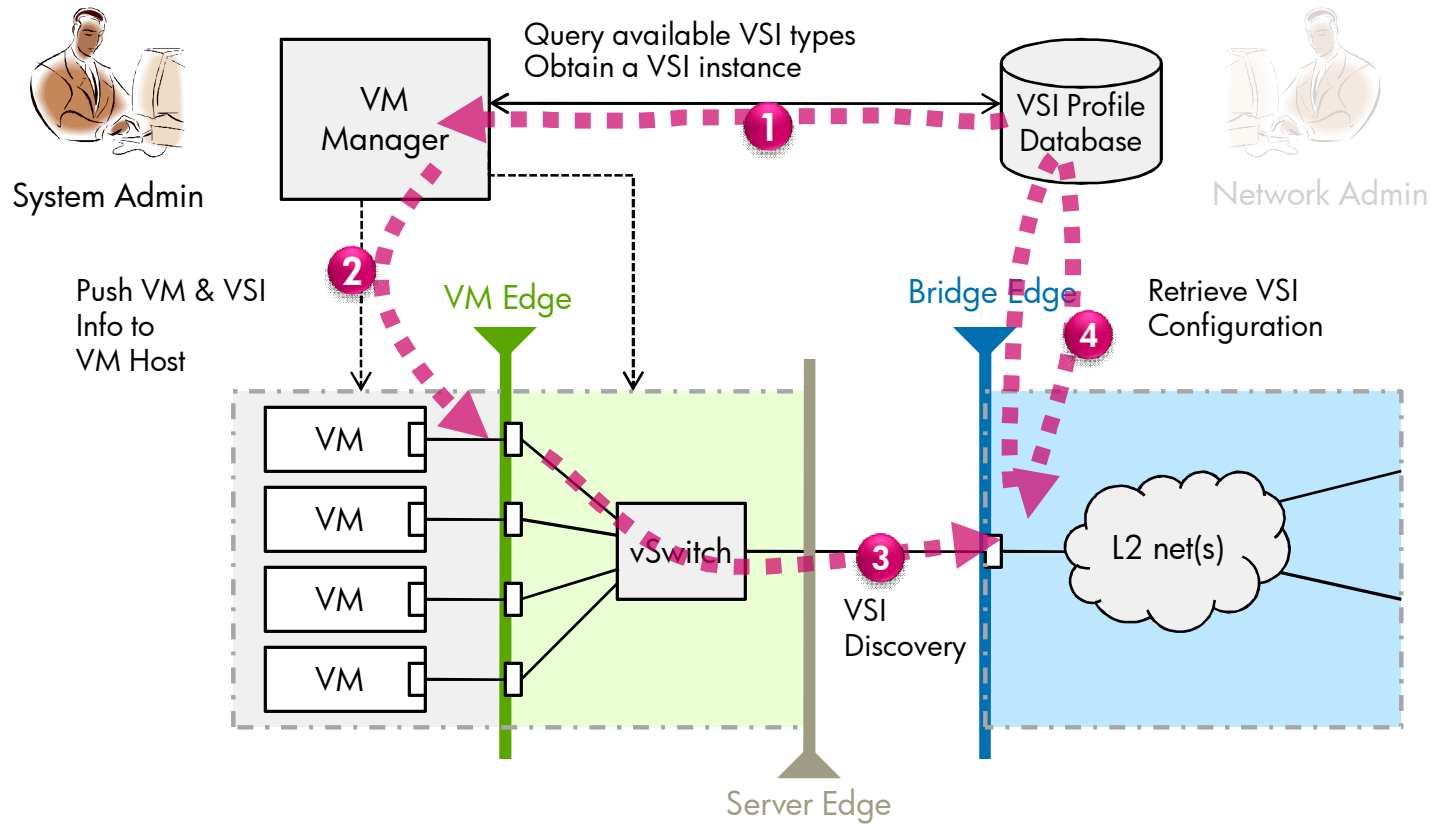 Query available VSI types
Obtain a VSI instance
VM
Manager
VSI Profile
Database
1
System Admin
Network Admin
2
Push VM & VSI
Info to
VM Host
VM Edge
Bridge Edge
Retrieve VSI
Configuration
4
VM
VM
VM
VM
vSwitch
3
VSI
Discovery
L2 net(s)
Server Edge